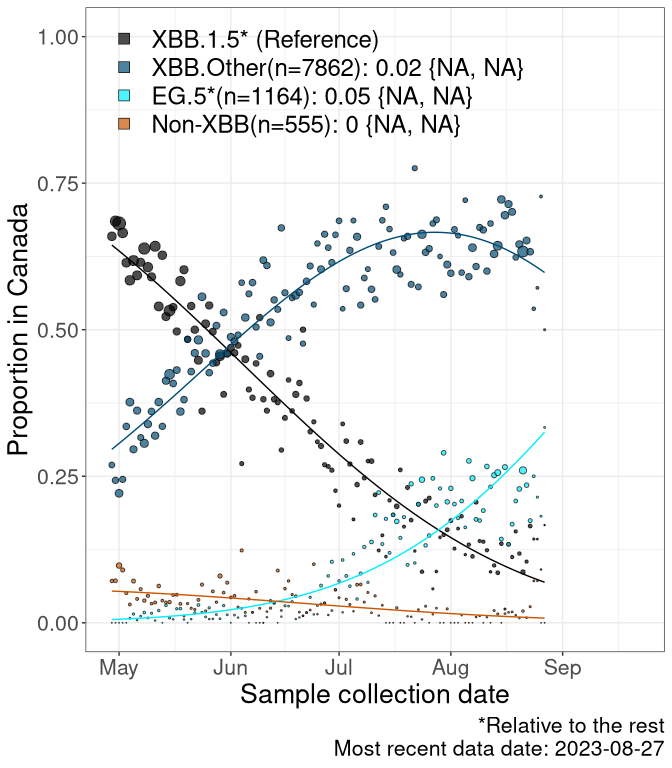 1.00
0.75
0.50
0.25
0.00
Proportion in Canada
XBB.1.5* (Reference)
XBB.Other(n=7862): 0.02 {NA, NA}
EG.5*(n=1164): 0.05 {NA, NA}
Non-XBB(n=555): 0 {NA, NA}
May Jun Jul Aug Sep
Sample collection date
*Relative to the rest
Most recent data date: 2023-08-27